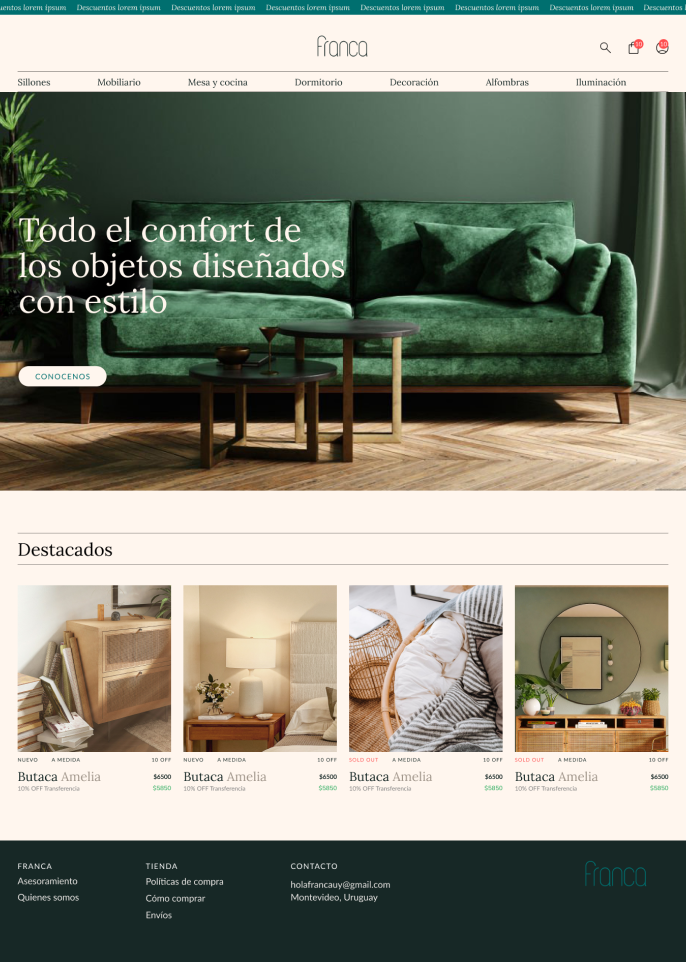 Descuentos lorem ipsum Descuentos lorem ipsum Descuentos lorem ipsum Descuentos lorem ipsum Descuentos lorem ipsum Descuentos lorem ipsum Descuentos lorem ipsum
franca
Sillones Mobiliario Mesa y cocina Dormitorio Decoración Alfombras Iluminación
Todo el confort de
los objetos diseñados
con estilo
CONOCENOS
Destacados
NUEVO A MEDIDA 10 OFF
Butaca Amelia $6500
10% OFF Transferencia $5850
NUEVO A MEDIDA 10 OFF
Butaca Amelia $6500
10% OFF Transferencia $5850
SOLD OUT A MEDIDA 10 OFF
Butaca Amelia $6500
10% OFF Transferencia $5850
SOLD OUT A MEDIDA 10 OFF
Butaca Amelia $6500
10% OFF Transferencia $5850
FRANCA
Asesoramiento
Quienes somos
TIENDA
Políticas de compra
Cómo comprar
Envíos
CONTACTO
holafrancauy@gmail.com
Montevideo, Uruguay
franca